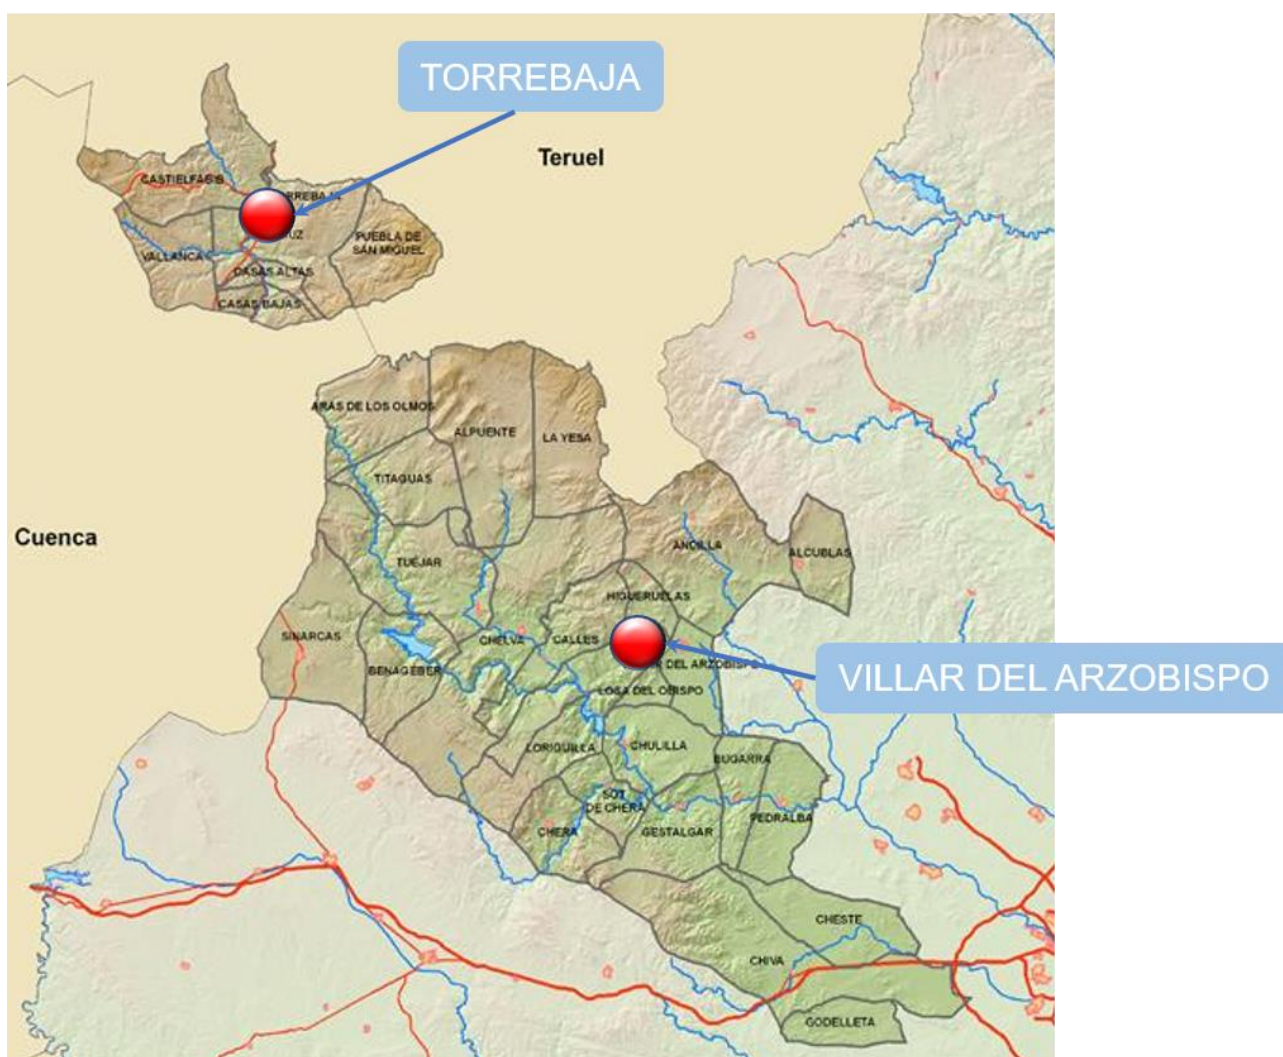 TORREBAJA
Teruel
CASTIELFABIB
VALLANCA
PUEBLA DE
SAN MIGUEL
CASAS ALTAS
CASAS BAJAS
ARAS DE LOS OLMOS
ALPUENTE
LA YESA
TITAGUAS
Cuenca
ANDILLA
ALCUBLAS
TUÉJAR
HIGUERUELAS
SINARCAS
CHELVA
CALLES
BENAGEBER
DEL ARZOBISPO
VILLAR DEL ARZOBISPO
LOSA DEL OBISPO
LORIGUILLA
CHULILLA
BUGARRA
SOT
DE CHERA
CHERA
GESTALGAR
PEDRALBA
CHESTE
CHIVA
GODELLETA